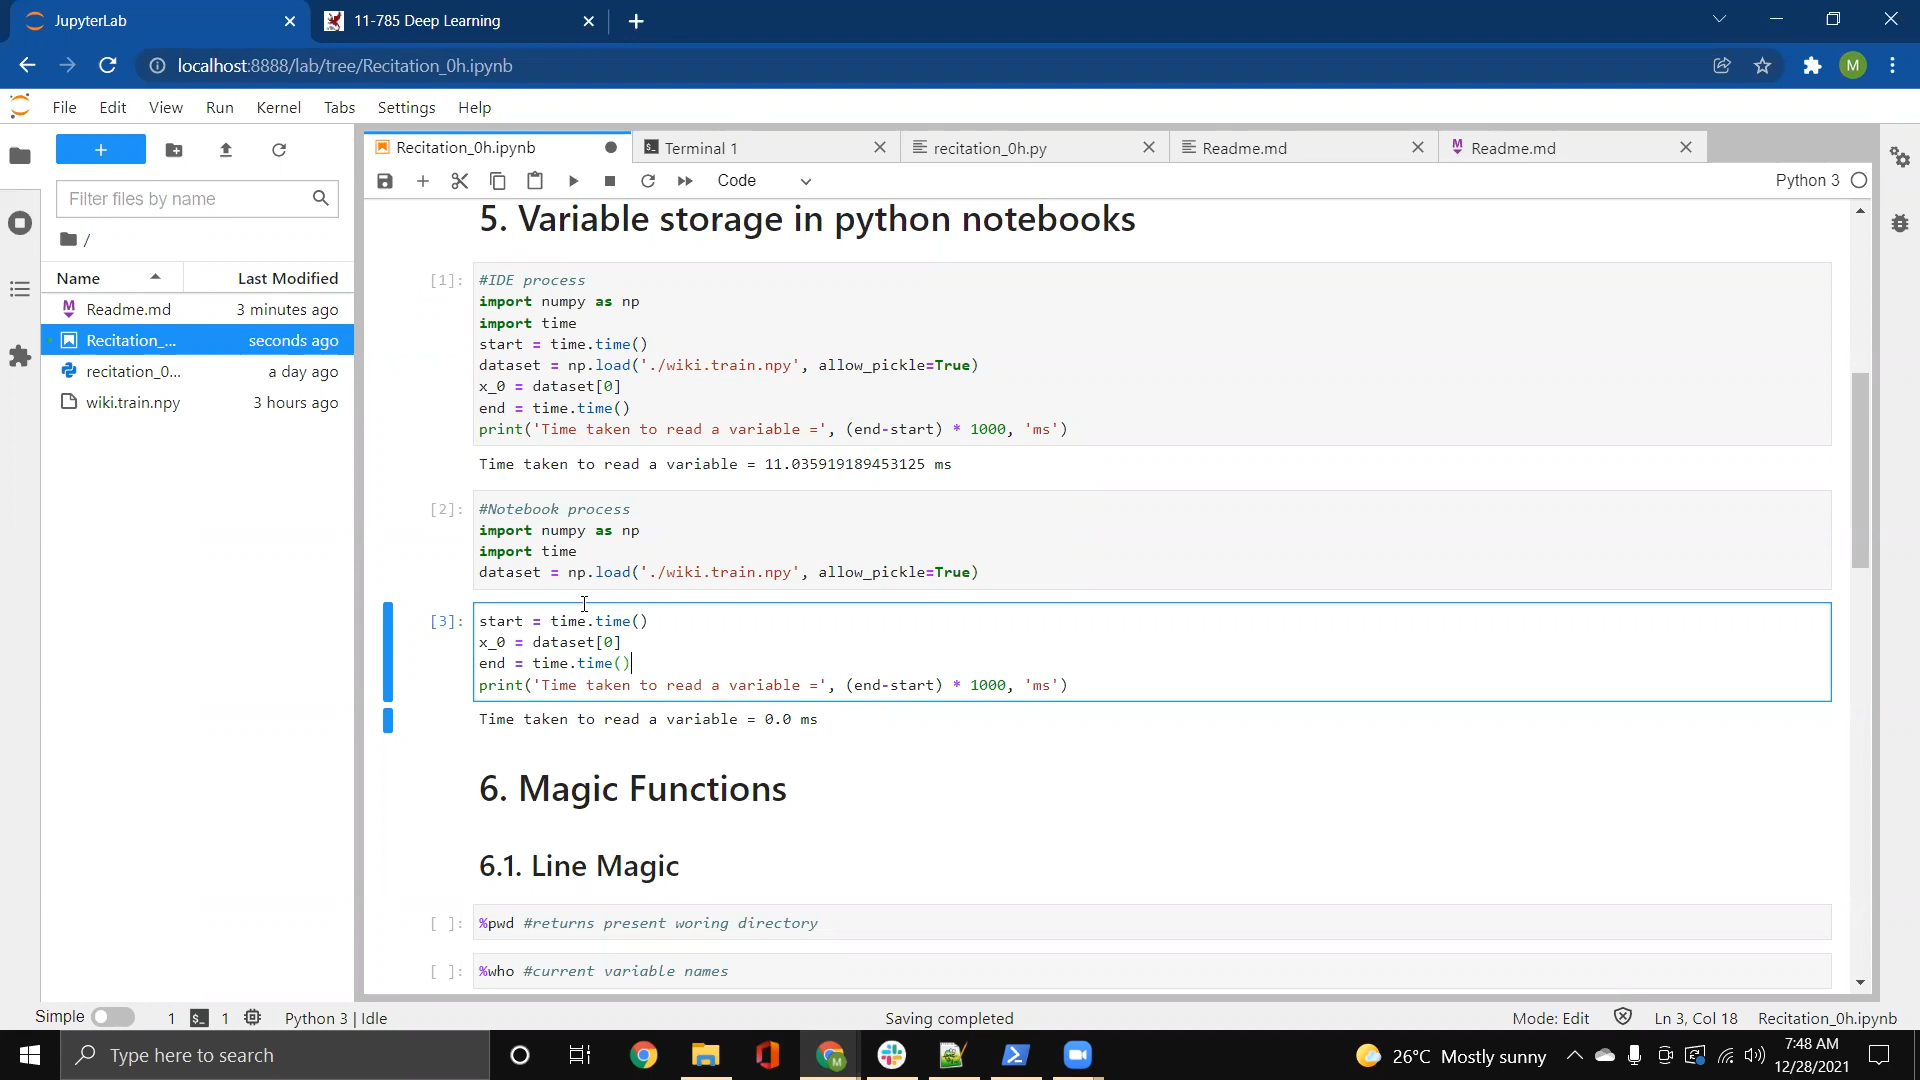 JupyterLab
11-785 Deep Learning
localhost:8888/lab/tree/Recitation_0h.ipynb
M
File Edit View Run Kernel Tabs Settings Help
Recitation_0h.ipynb
Terminal 1
recitation_0h.py
Readme.md
Readme.md
Code
Python 3
Filter files by name
/
Name Last Modified
Readme.md 3 minutes ago
Recitation_... seconds ago
recitation_0... a day ago
wiki.train.npy 3 hours ago
5. Variable storage in python notebooks
[1]: #IDE process
import numpy as np
import time
start = time.time()
dataset = np.load('./wiki.train.npy', allow_pickle=True)
x_0 = dataset[0]
end = time.time()
print('Time taken to read a variable =', (end-start) * 1000, 'ms')
Time taken to read a variable = 11.035919189453125 ms
[2]: #Notebook process
import numpy as np
import time
dataset = np.load('./wiki.train.npy', allow_pickle=True)
[3]: start = time.time()
x_0 = dataset[0]
end = time.time()
print('Time taken to read a variable =', (end-start) * 1000, 'ms')
Time taken to read a variable = 0.0 ms
6. Magic Functions
6.1. Line Magic
[ ]: %pwd #returns present woring directory
[ ]: %who #current variable names
Simple 1 1 Python 3 | Idle Saving completed Mode: Edit Ln 3, Col 18 Recitation_0h.ipynb
Type here to search
26°C Mostly sunny
7:48 AM
12/28/2021